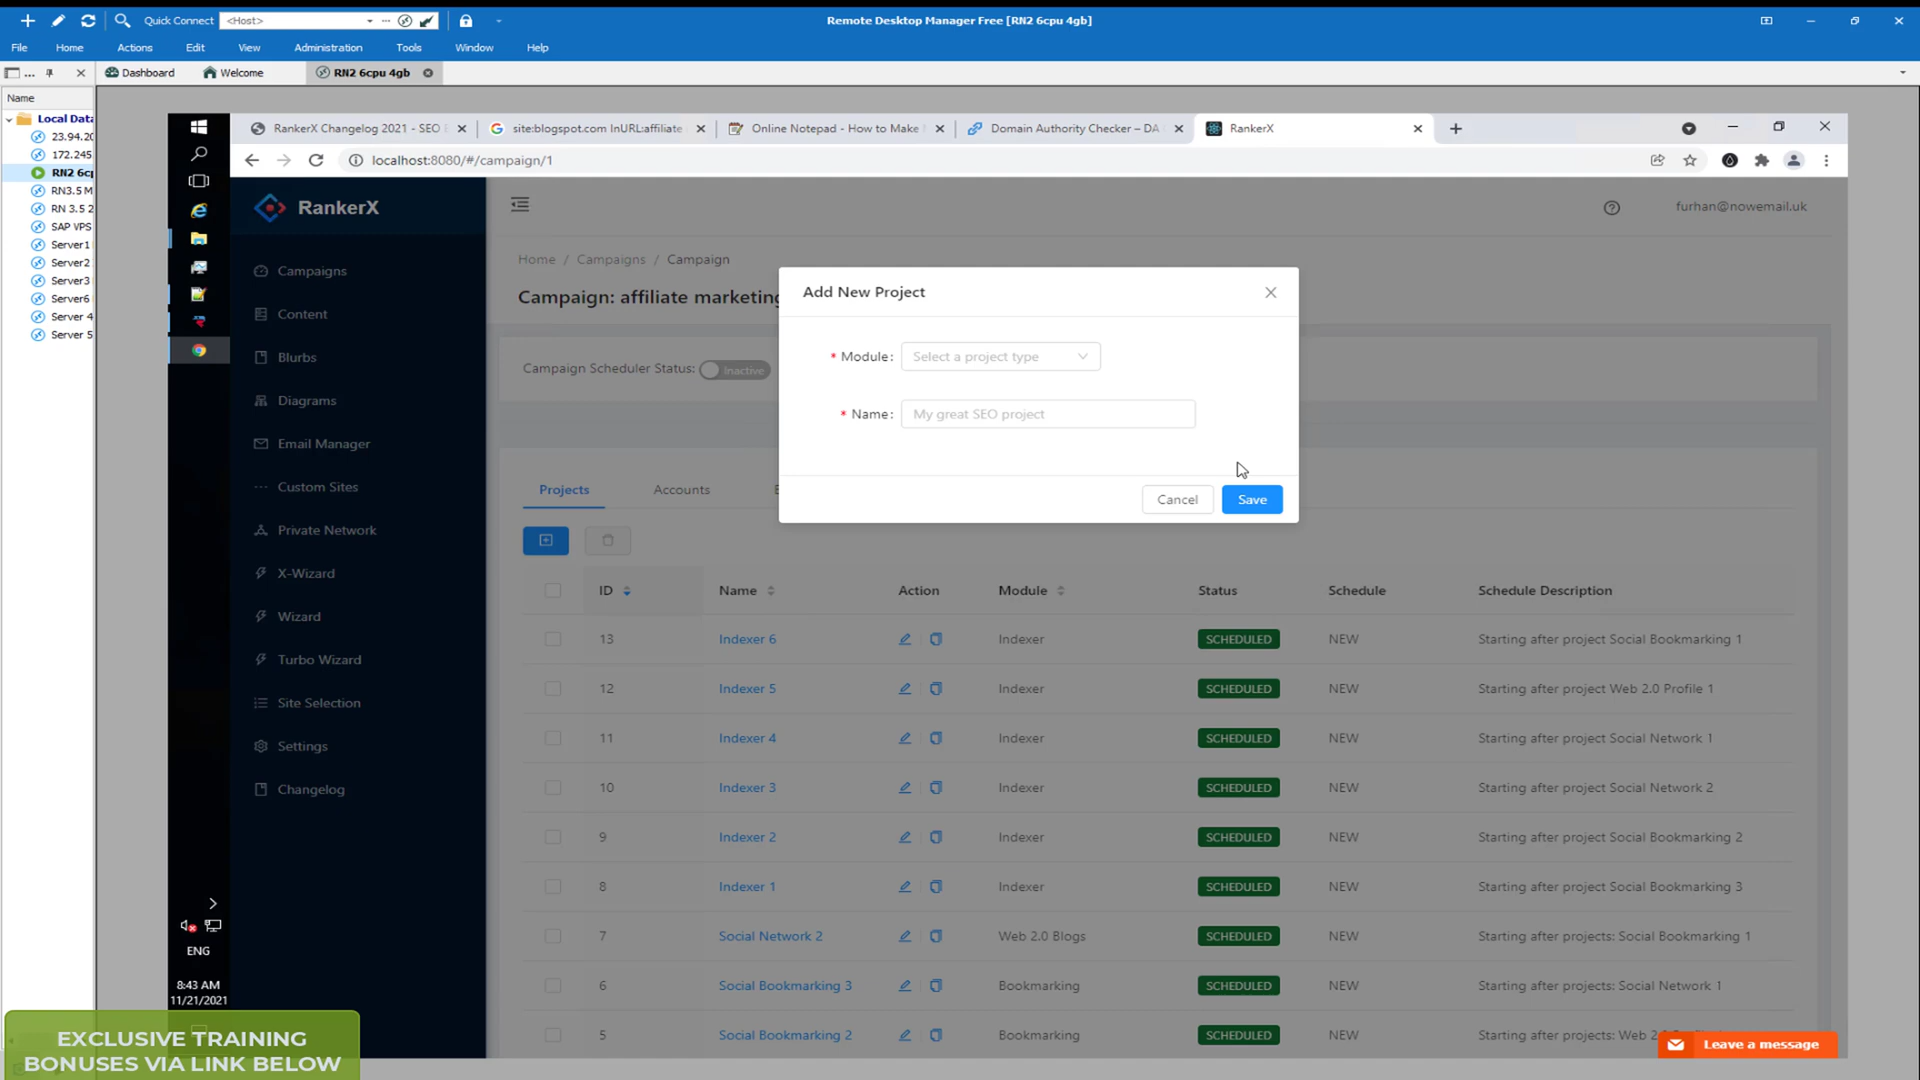 Quick Connect <Host>
Remote Desktop Manager Free [RN2 6cpu 4gb]
File Home Actions Edit View Administration Tools Window Help
... Dashboard Welcome RN2 6cpu 4gb
Name
Local Data
23.94.20
172.245
RN2 6cp
RN3.5 M
RN 3.5 2
SAP VPS
Server1
Server2
Server3
Server6
Server 4
Server 5
RankerX Changelog 2021 - SEO
site:blogspot.com InURL:affiliate
Online Notepad - How to Make
Domain Authority Checker – DA
RankerX
localhost:8080/#/campaign/1
RankerX
furhan@nowemail.uk
Campaigns
Content
Blurbs
Diagrams
Email Manager
Custom Sites
Private Network
X-Wizard
Wizard
Turbo Wizard
Site Selection
Settings
Changelog
Home / Campaigns / Campaign
Campaign: affiliate marketing
Campaign Scheduler Status: Inactive
Add New Project
* Module: Select a project type
* Name: My great SEO project
Cancel Save
Projects Accounts
ID Name Action Module Status Schedule Schedule Description
13 Indexer 6 Indexer SCHEDULED NEW Starting after project Social Bookmarking 1
12 Indexer 5 Indexer SCHEDULED NEW Starting after project Web 2.0 Profile 1
11 Indexer 4 Indexer SCHEDULED NEW Starting after project Social Network 1
10 Indexer 3 Indexer SCHEDULED NEW Starting after project Social Network 2
9 Indexer 2 Indexer SCHEDULED NEW Starting after project Social Bookmarking 2
8 Indexer 1 Indexer SCHEDULED NEW Starting after project Social Bookmarking 3
7 Social Network 2 Web 2.0 Blogs SCHEDULED NEW Starting after projects: Social Bookmarking 1
6 Social Bookmarking 3 Bookmarking SCHEDULED NEW Starting after projects: Social Network 1
5 Social Bookmarking 2 Bookmarking SCHEDULED NEW Starting after projects: Web
ENG
8:43 AM
11/21/2021
EXCLUSIVE TRAINING
BONUSES VIA LINK BELOW
Leave a message